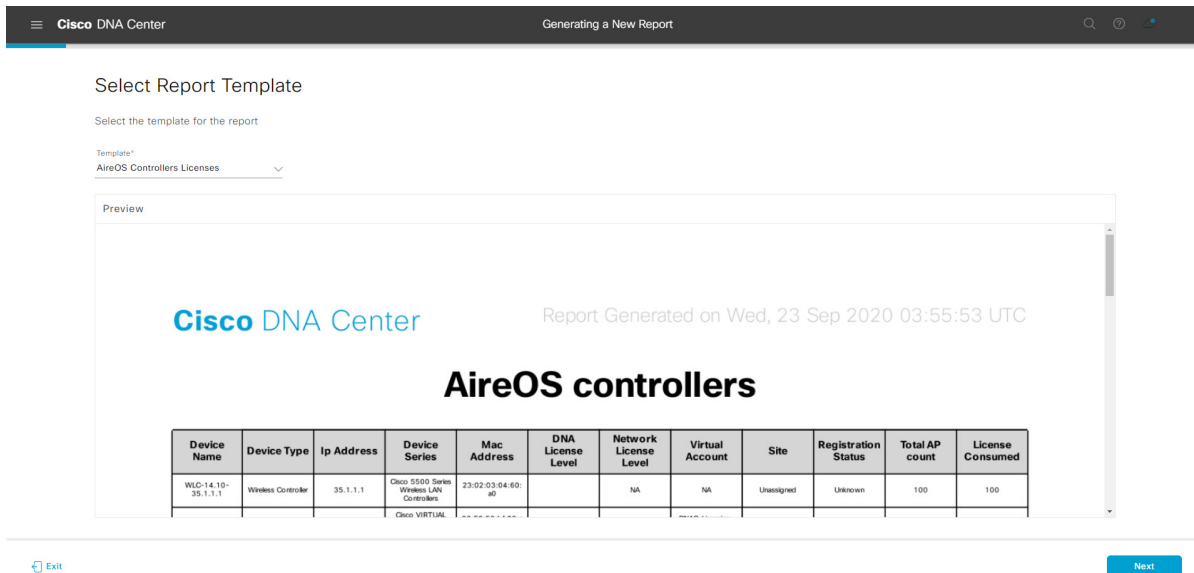 Cisco DNA Center
Generating a New Report
Select Report Template
Select the template for the report
Template*
AireOS Controllers Licenses
Preview
Cisco DNA Center
Report Generated on Wed, 23 Sep 2020 03:55:53 UTC
AireOS controllers
Device Name Device Type Ip Address Device Series Mac Address DNA License Level Network License Level Virtual Account Site Registration Status Total AP count License Consumed
WLC-14.10-35.1.1.1 Wireless Controller 35.1.1.1 Cisco 5500 Series Wireless LAN Controllers 23:02:03:04:60:a0 NA NA Unassigned Unknown 100 100
Cisco VIRTUAL
Exit
Next